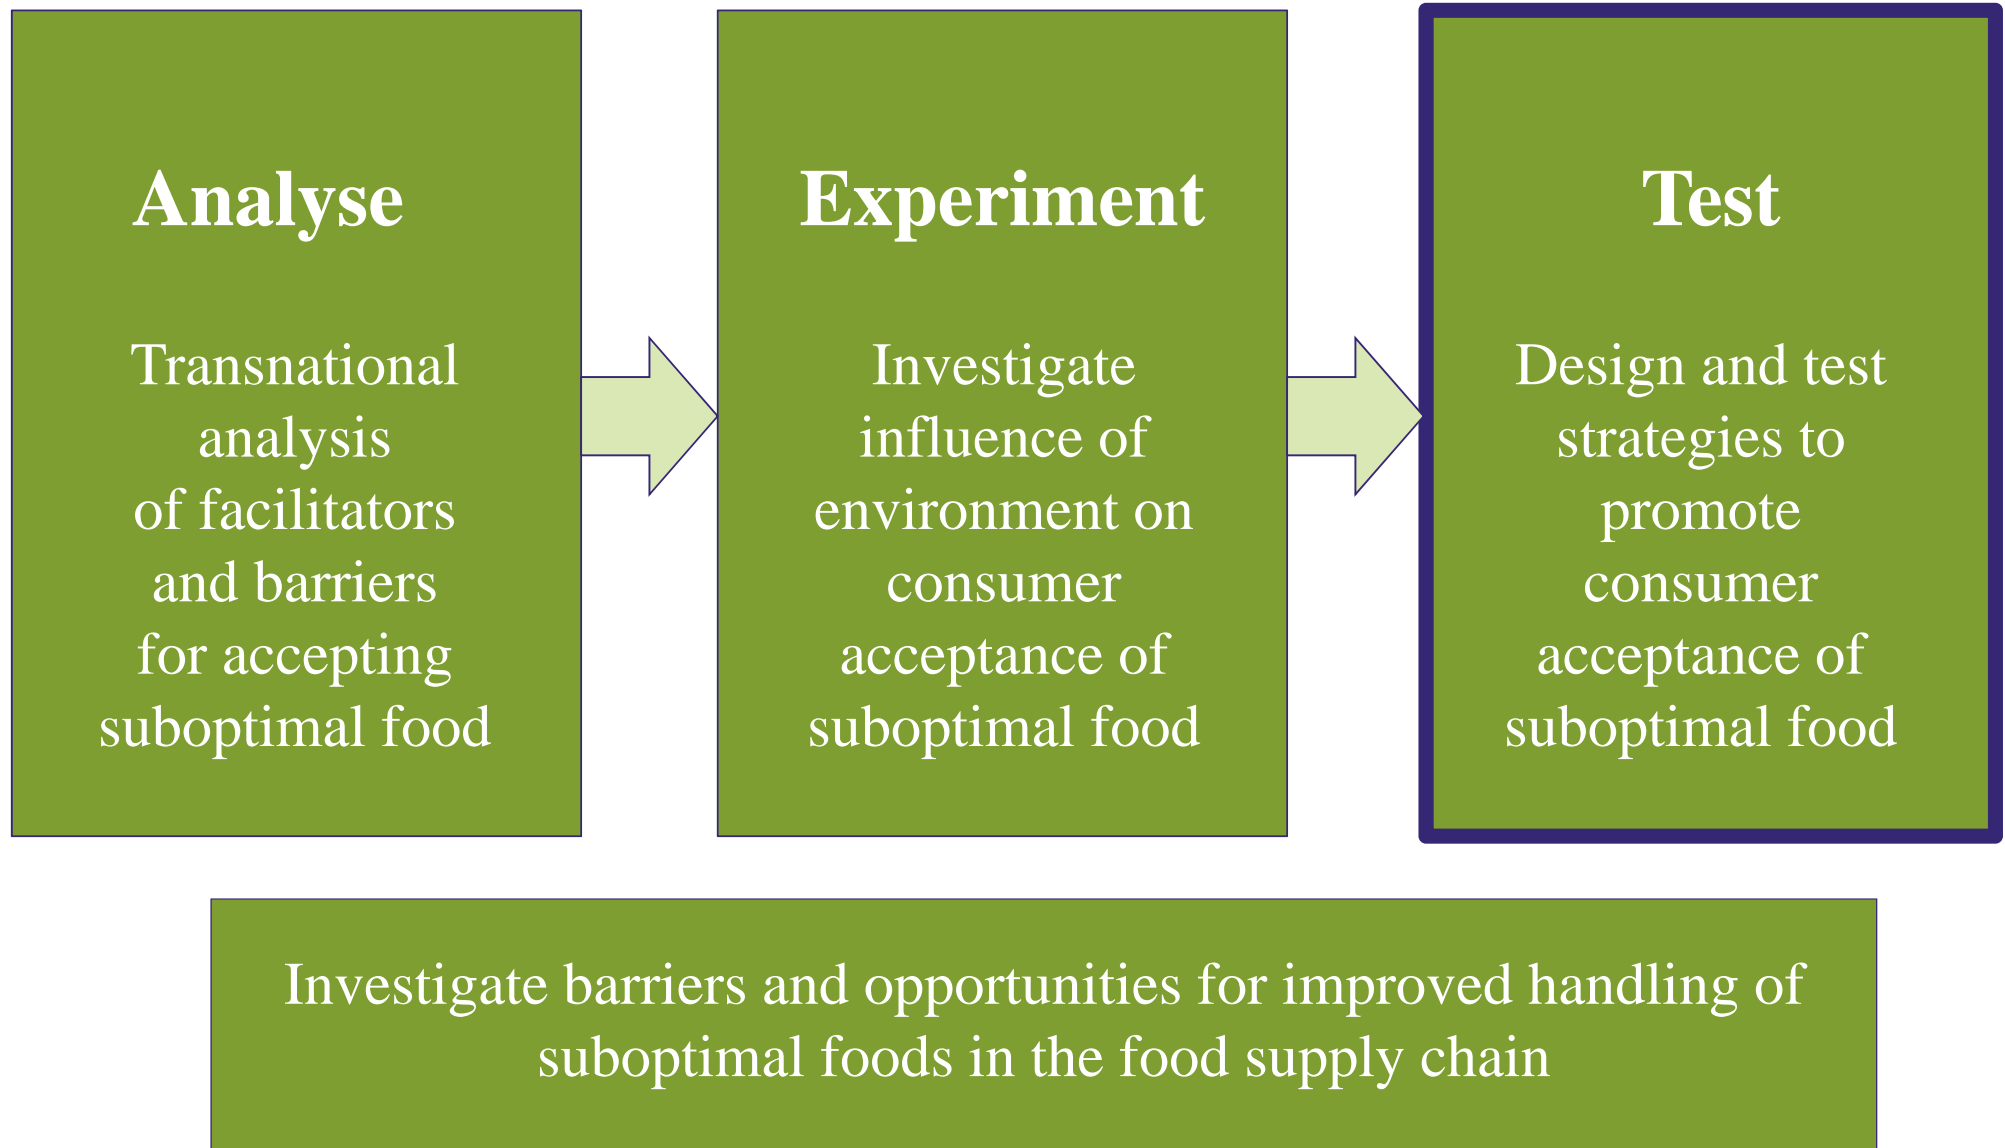 Analyse
Transnational
analysis
of facilitators
and barriers
for accepting
suboptimal food
Experiment
Investigate
influence of
environment on
consumer
acceptance of
suboptimal food
Test
Design and test
strategies to
promote
consumer
acceptance of
suboptimal food
Investigate barriers and opportunities for improved handling of
suboptimal foods in the food supply chain